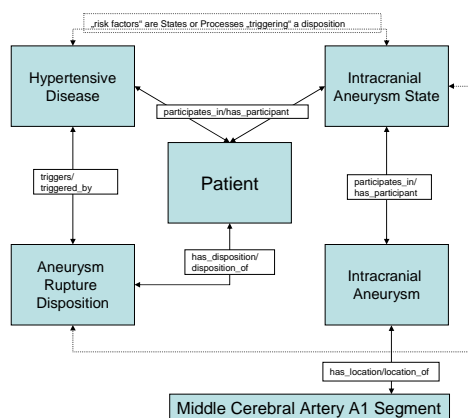 „risk factors“ are States or Processes „triggering“ a disposition
Hypertensive
Disease
Intracranial
Aneurysm State
participates_in/has_participant
Patient
triggers/
triggered_by
participates_in/
has_participant
has_disposition/
disposition_of
Aneurysm
Rupture
Disposition
Intracranial
Aneurysm
has_location/location_of
Middle Cerebral Artery A1 Segment